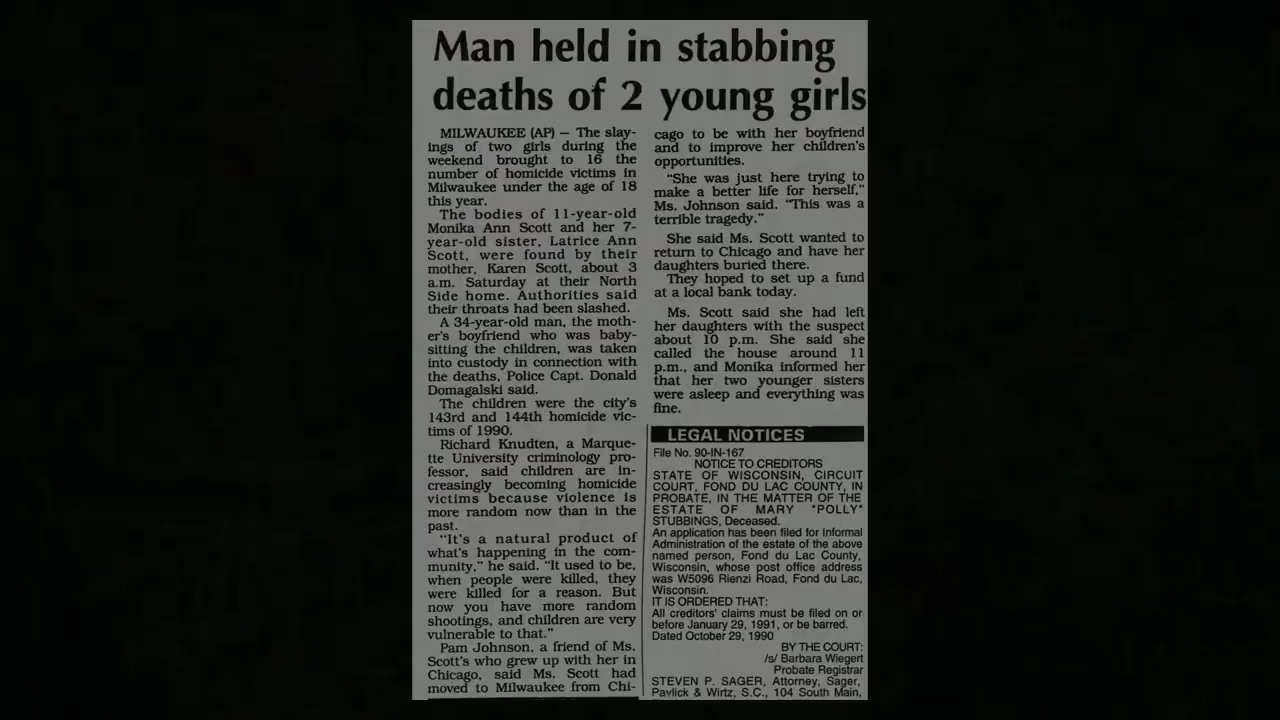 Man held in stabbing
deaths of 2 young girls
MILWAUKEE (AP) — The slay-
ings of two girls during the
weekend brought to 16 the
number of homicide victims in
Milwaukee under the age of 18
this year.
The bodies of 11-year-old
Monika Ann Scott and her 7-
year-old sister, Latrice Ann
Scott, were found by their
mother, Karen Scott, about 3
a.m. Saturday at their North
Side home. Authorities said
their throats had been slashed.
A 34-year-old man, the moth-
er's boyfriend who was baby-
sitting the children, was taken
into custody in connection with
the deaths, Police Capt. Donald
Domagalski said.
The children were the city's
143rd and 144th homicide vic-
tims of 1990.
Richard Knudten, a Marque-
tte University criminology pro-
fessor, said children are in-
creasingly becoming homicide
victims because violence is
more random now than in the
past.
"It's a natural product of
what's happening in the com-
munity," he said. "It used to be,
when people were killed, they
were killed for a reason. But
now you have more random
shootings, and children are very
vulnerable to that."
Pam Johnson, a friend of Ms.
Scott's who grew up with her in
Chicago, said Ms. Scott had
moved to Milwaukee from Chi-
cago to be with her boyfriend
and to improve her children's
opportunities.
"She was just here trying to
make a better life for herself,"
Ms. Johnson said. "This was a
terrible tragedy."
She said Ms. Scott wanted to
return to Chicago and have her
daughters buried there.
They hoped to set up a fund
at a local bank today.
Ms. Scott said she had left
her daughters with the suspect
about 10 p.m. She said she
called the house around 11
p.m., and Monika informed her
that her two younger sisters
were asleep and everything was
fine.
LEGAL NOTICES
File No. 90-IN-167
NOTICE TO CREDITORS
STATE OF WISCONSIN, CIRCUIT
COURT, FOND DU LAC COUNTY, IN
PROBATE, IN THE MATTER OF THE
ESTATE OF MARY "POLLY"
STUBBINGS, Deceased.
An application has been filed for Informal
Administration of the estate of the above
named person, Fond du Lac County,
Wisconsin, whose post office address
was W5096 Rienzi Road, Fond du Lac,
Wisconsin.
IT IS ORDERED THAT:
All creditors' claims must be filed on or
before January 29, 1991, or be barred.
Dated October 29, 1990
BY THE COURT:
/s/ Barbara Wiegert
Probate Registrar
STEVEN P. SAGER, Attorney, Sager,
Pavlick & Wirtz, S.C., 104 South Main,